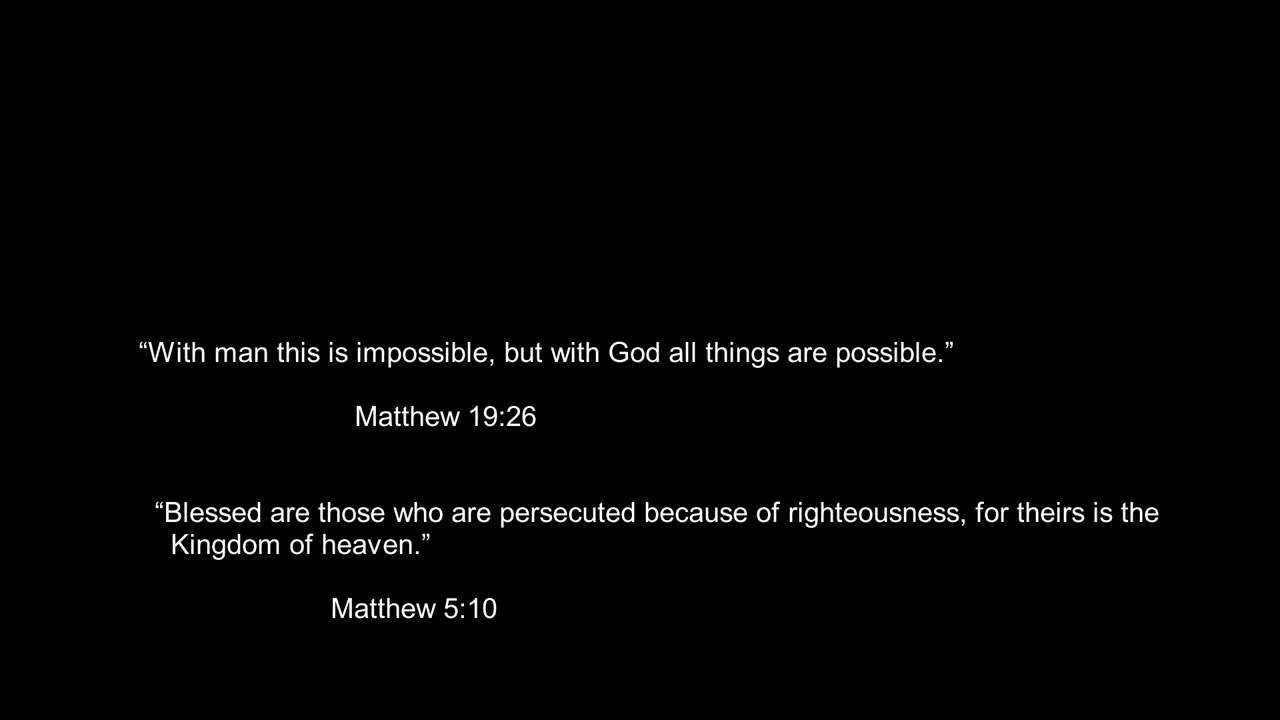 “With man this is impossible, but with God all things are possible.”
Matthew 19:26
“Blessed are those who are persecuted because of righteousness, for theirs is the
Kingdom of heaven.”
Matthew 5:10